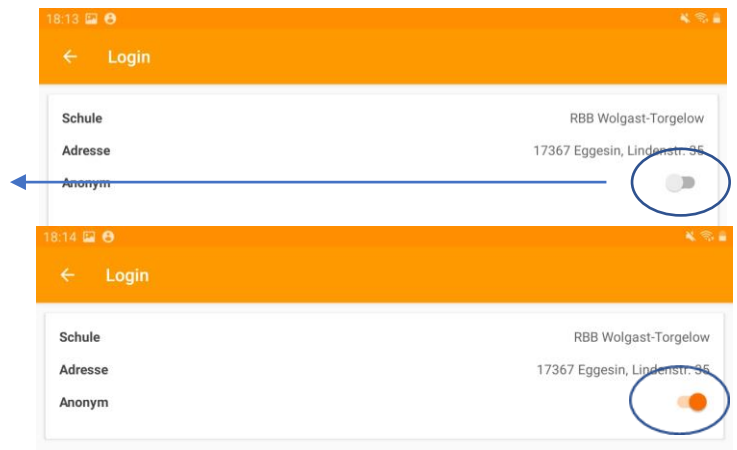 18:13
Login
Schule RBB Wolgast-Torgelow
Adresse 17367 Eggesin, Lindenstr. 35
Anonym
18:14
Login
Schule RBB Wolgast-Torgelow
Adresse 17367 Eggesin, Lindenstr. 35
Anonym